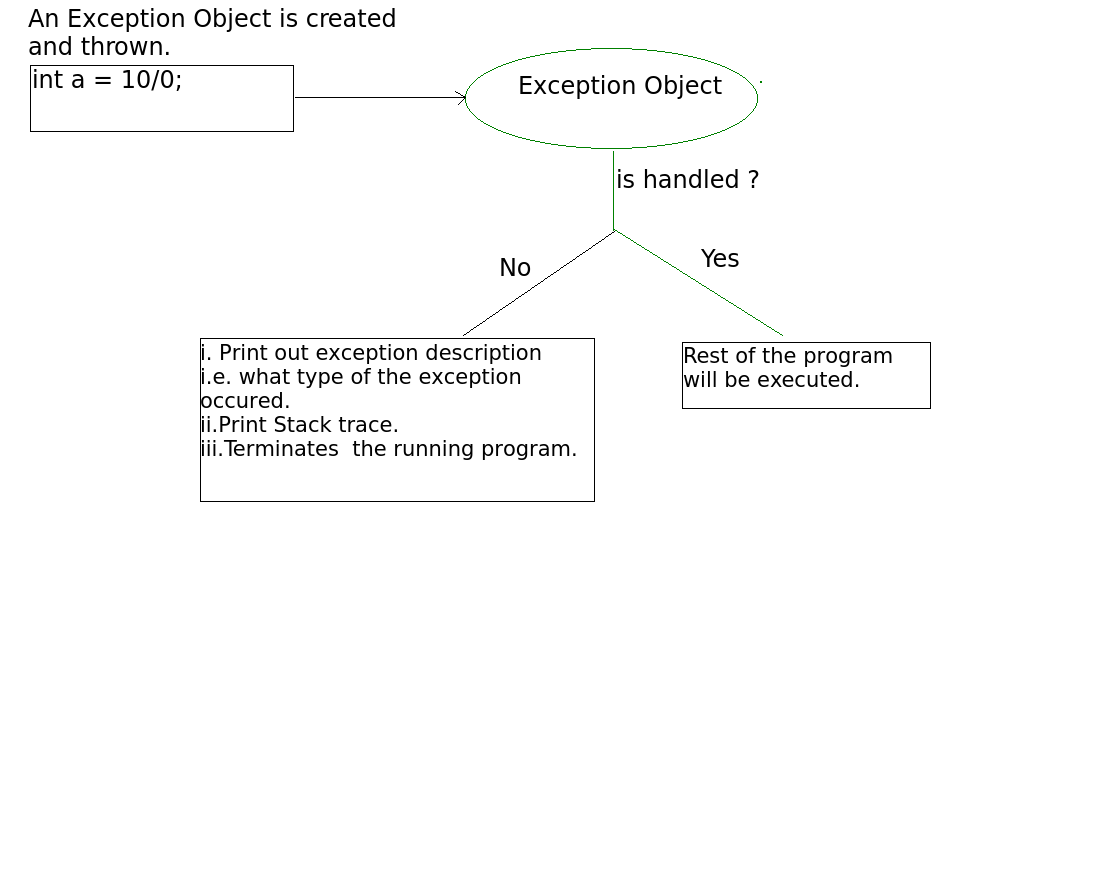 An Exception Object is created
and thrown.
int a = 10/0;
Exception Object
is handled ?
No
Yes
i. Print out exception description
i.e. what type of the exception
occured.
ii.Print Stack trace.
iii.Terminates  the running program.
Rest of the program
will be executed.